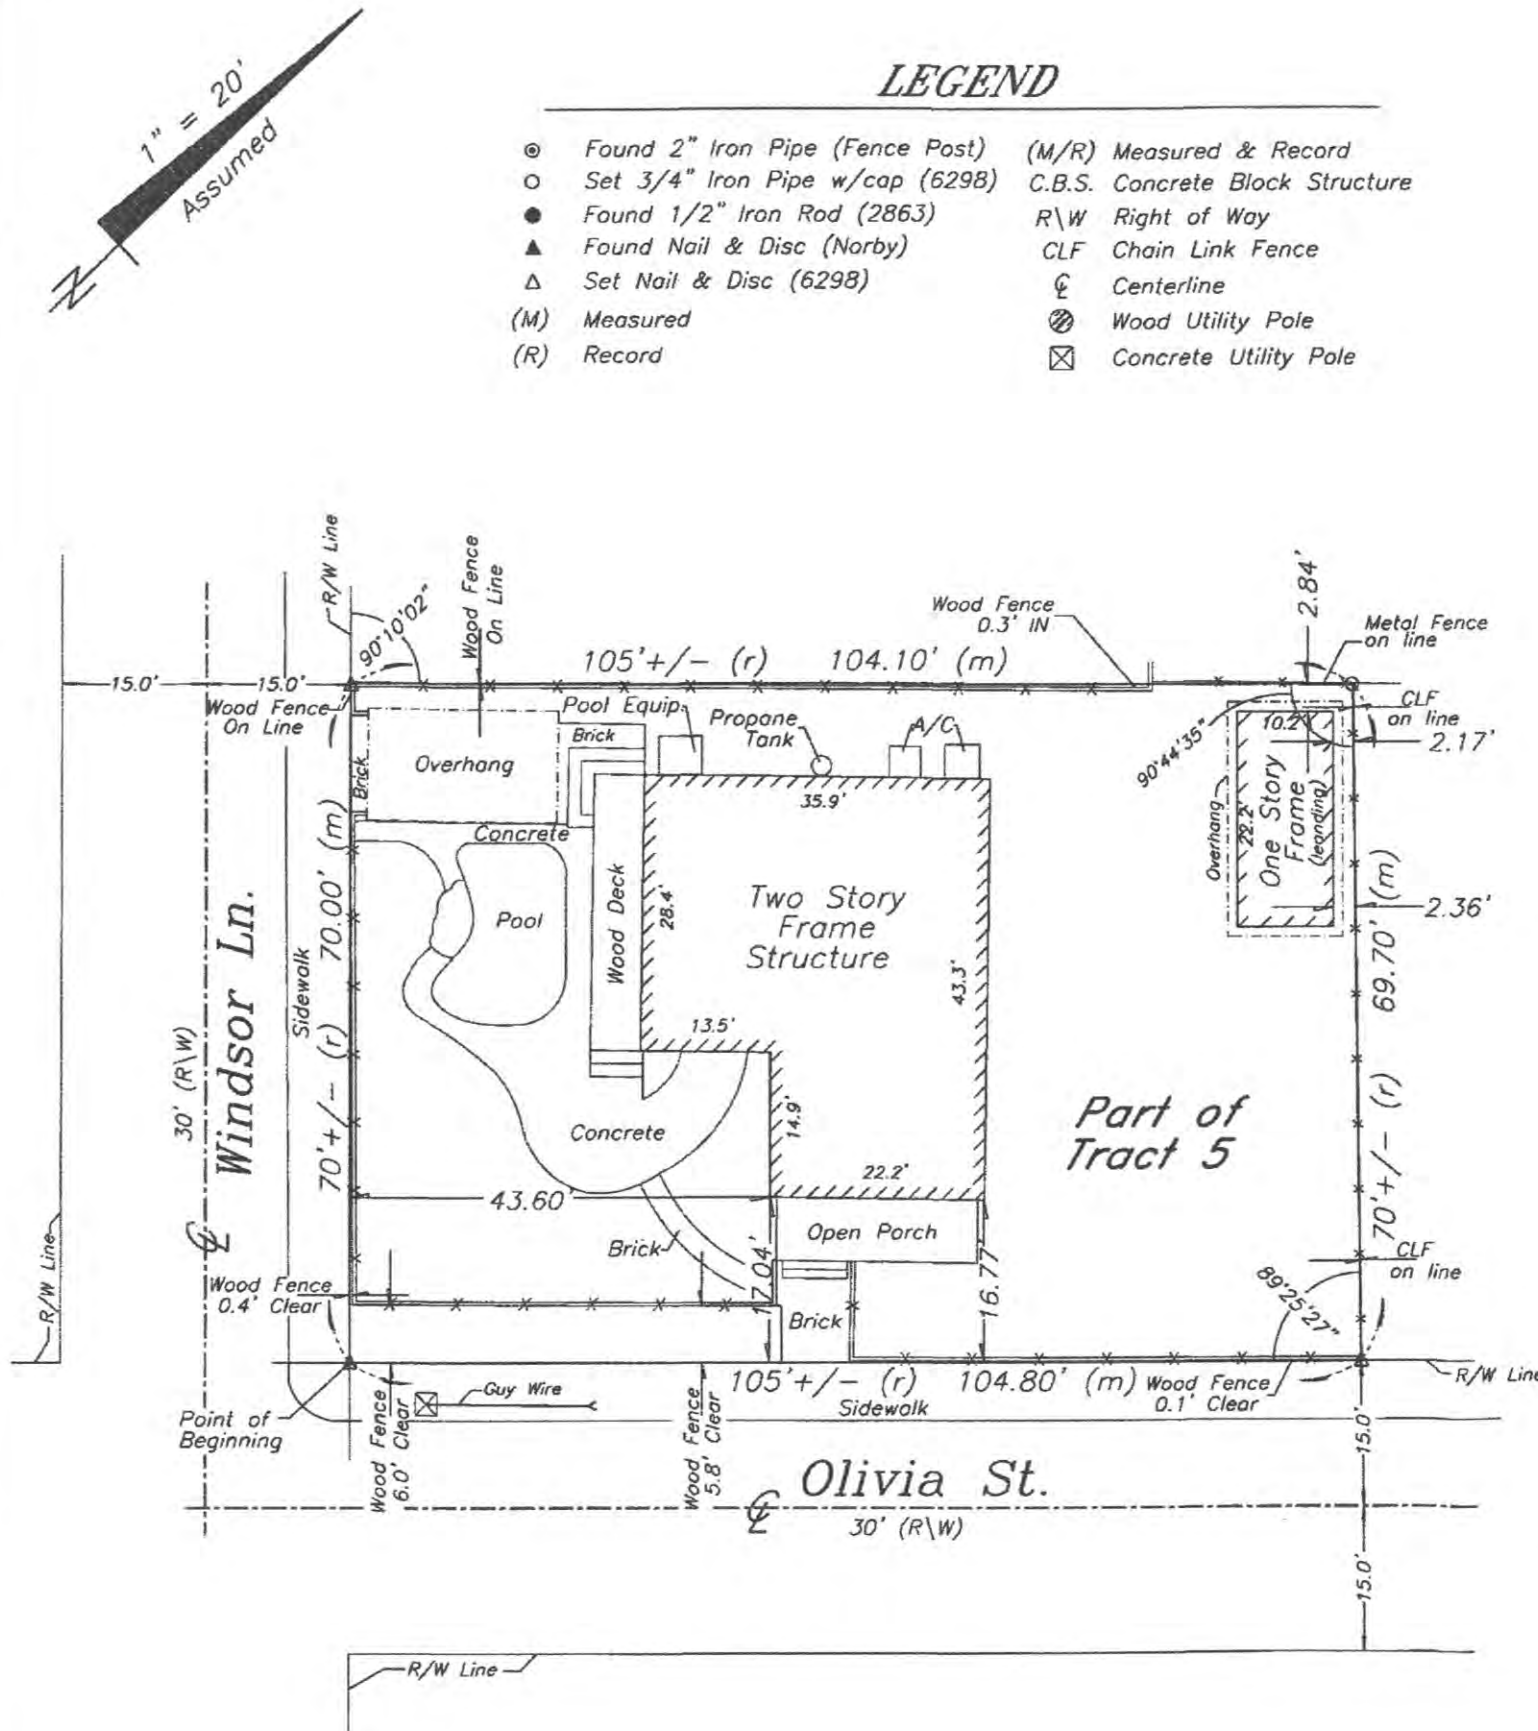 1" = 20'
Assumed
N
LEGEND
Found 2" Iron Pipe (Fence Post)
Set 3/4" Iron Pipe w/cap (6298)
Found 1/2" Iron Rod (2863)
Found Nail & Disc (Norby)
Set Nail & Disc (6298)
(M) Measured
(R) Record
(M/R) Measured & Record
C.B.S. Concrete Block Structure
R\W Right of Way
CLF Chain Link Fence
℄ Centerline
Wood Utility Pole
Concrete Utility Pole
R/W Line
90°10'02"
Wood Fence
On Line
105'+/- (r) 104.10' (m)
Wood Fence
0.3' IN
2.84'
Metal Fence
on line
15.0'
15.0'
Wood Fence
On Line
Pool Equip.
Propane
Tank
A/C
CLF
on line
2.17'
90°44'35"
10.2'
Brick
Overhang
Brick
35.9'
Concrete
Overhang
22.2'
One Story
Frame
(leanding)
2.36'
70.00' (m)
70'+/- (r)
Pool
Wood Deck
28.4'
Two Story
Frame
Structure
43.3'
69.70' (m)
70'+/- (r)
Sidewalk
Windsor Ln.
30' (R\W)
℄
13.5'
14.9'
Concrete
22.2'
Part of
Tract 5
43.60'
Open Porch
Brick
17.04'
16.77'
CLF
on line
R/W Line
Wood Fence
0.4' Clear
89°25'27"
Brick
105'+/- (r) 104.80' (m)
Wood Fence
0.1' Clear
R/W Line
Guy Wire
Sidewalk
Point of
Beginning
Wood Fence
6.0' Clear
Wood Fence
5.8' Clear
15.0'
Olivia St.
℄
30' (R\W)
15.0'
R/W Line